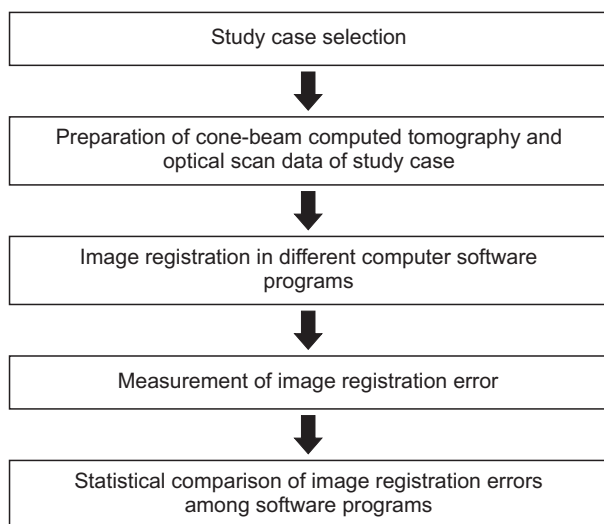 Study case selection
Preparation of cone-beam computed tomography and
optical scan data of study case
Image registration in different computer software
programs
Measurement of image registration error
Statistical comparison of image registration errors
among software programs